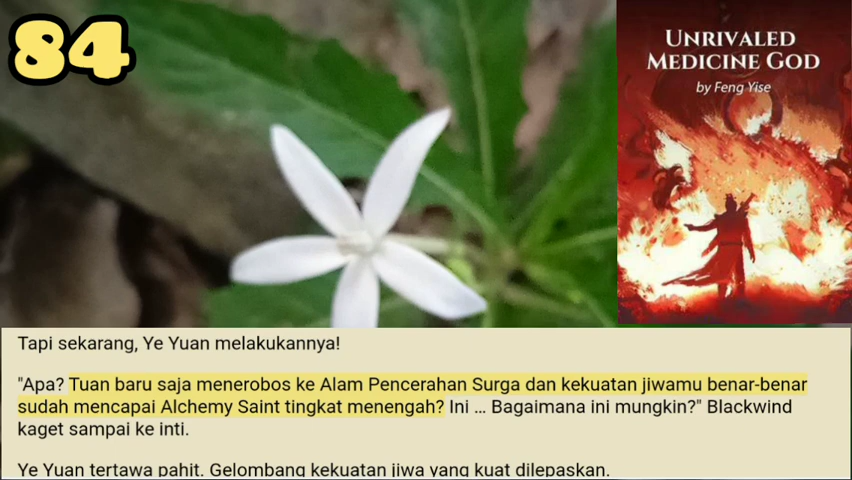 84
UNRIVALED
MEDICINE GOD
by Feng Yise
Tapi sekarang, Ye Yuan melakukannya!
"Apa? Tuan baru saja menerobos ke Alam Pencerahan Surga dan kekuatan jiwamu benar-benar
sudah mencapai Alchemy Saint tingkat menengah? Ini ... Bagaimana ini mungkin?" Blackwind
kaget sampai ke inti.
Ye Yuan tertawa pahit. Gelombang kekuatan jiwa yang kuat dilepaskan.